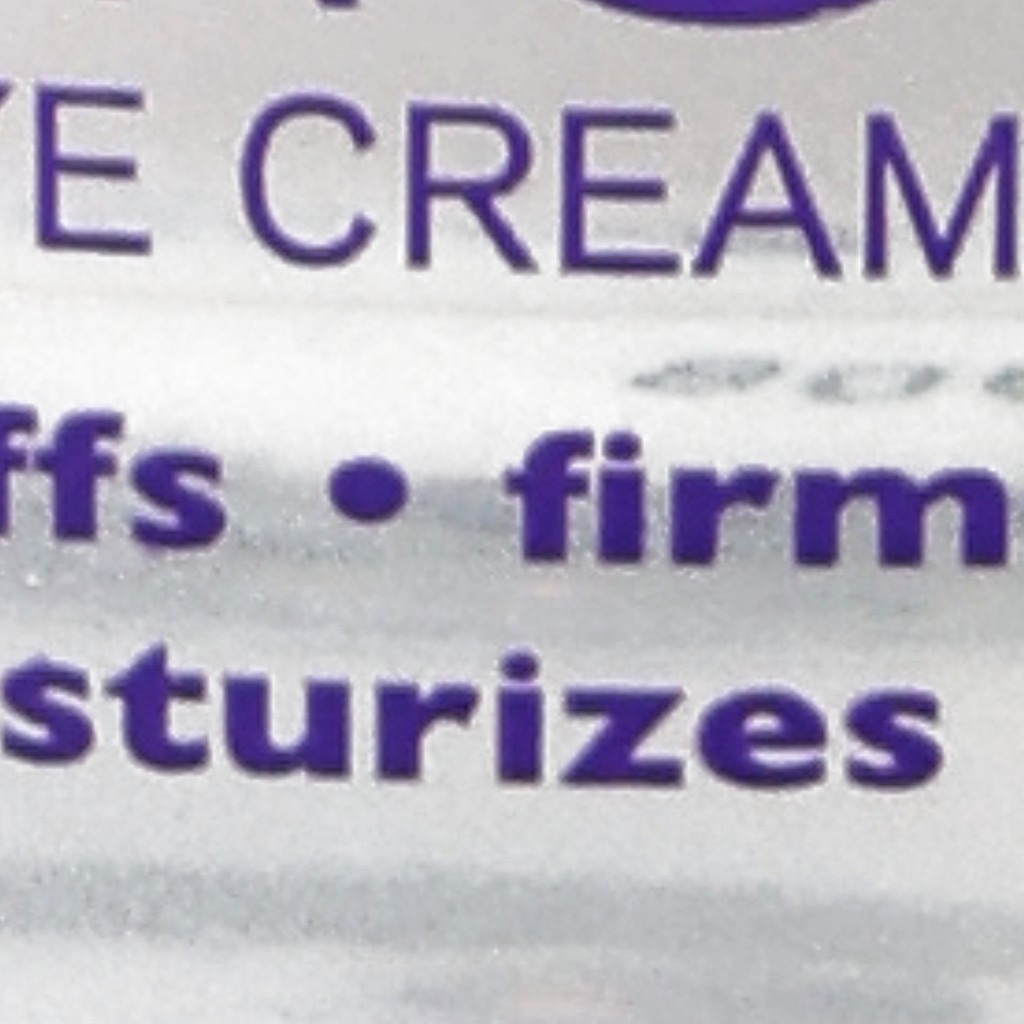 YE CREAM
ffs • firm
sturizes